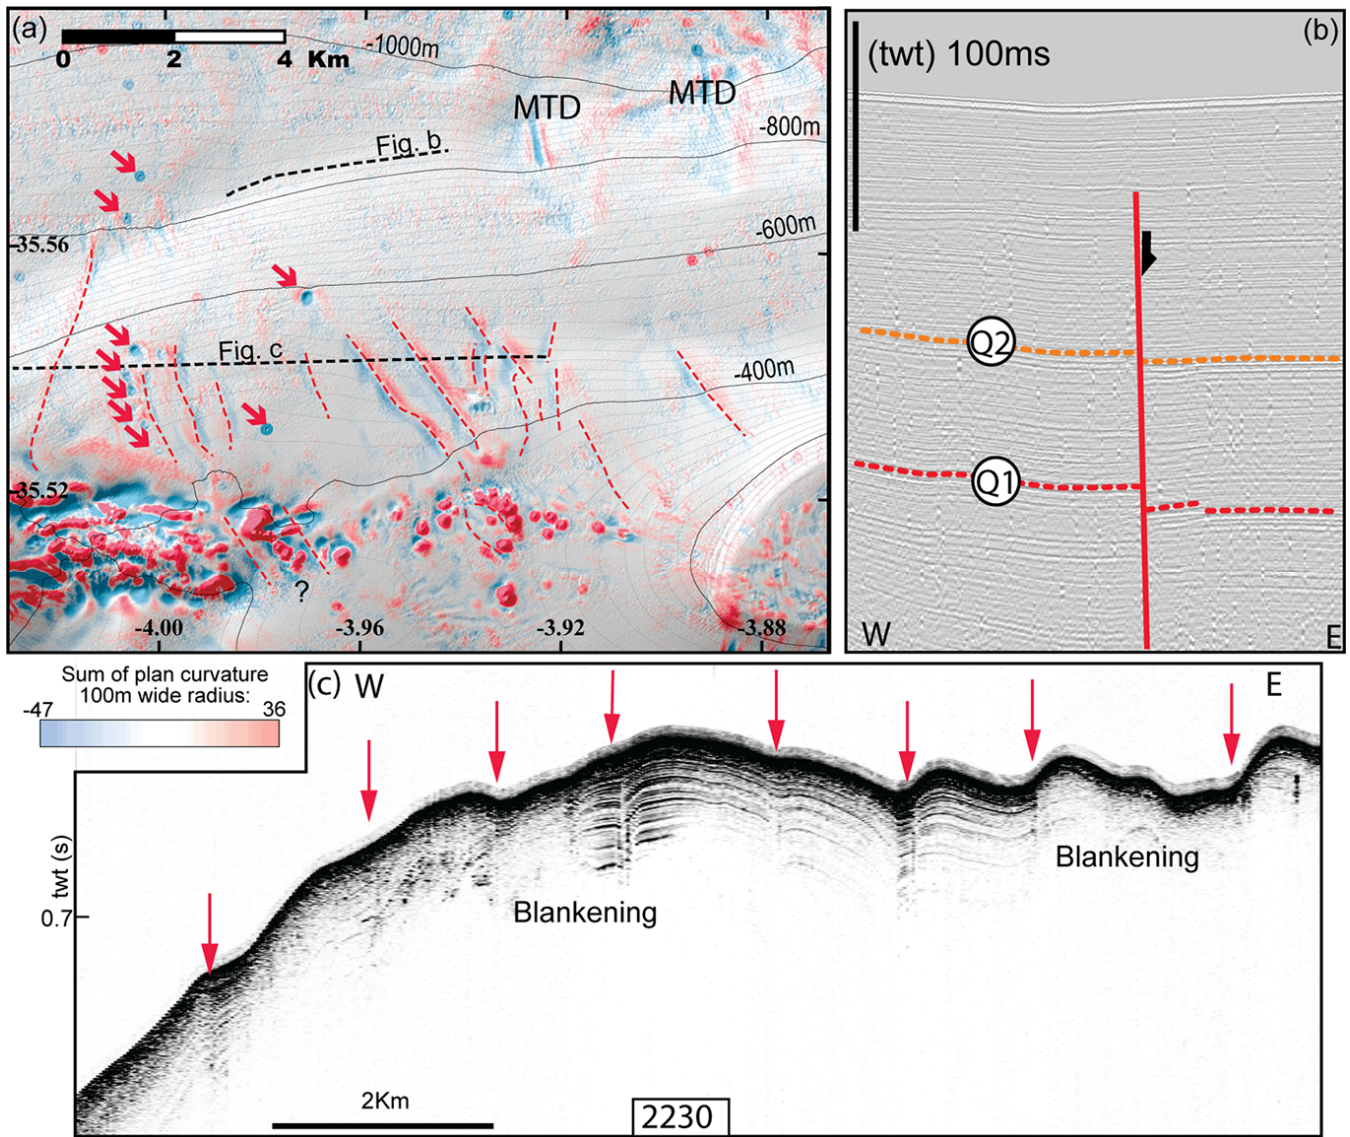 (a)
0 2 4 Km
-1000m
MTD
MTD
-800m
Fig. b
-600m
35.56
Fig. c
-400m
35.52
?
-4.00 -3.96 -3.92 -3.88
(b)
(twt) 100ms
Q2
Q1
W E
Sum of plan curvature
100m wide radius:
-47 36
(c) W E
twt (s)
0.7
Blankening
Blankening
2Km
2230